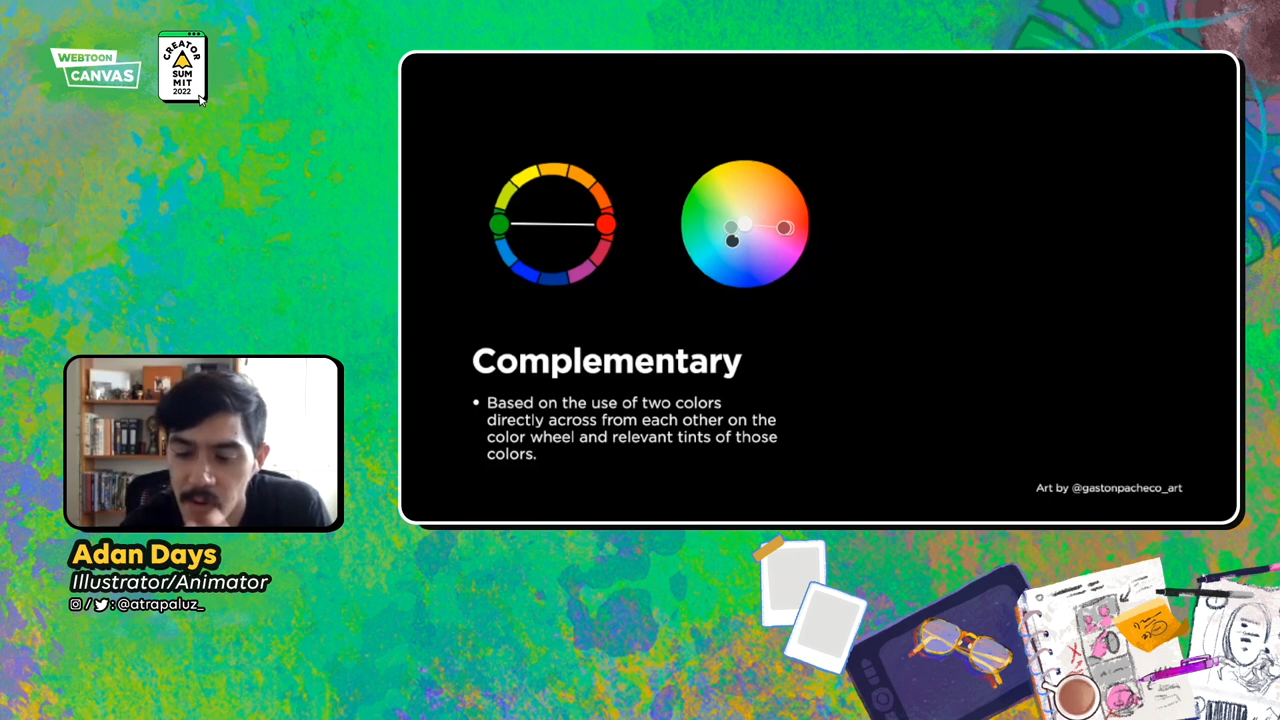 WEBTOON
CANVAS
CREATOR
SUM
MIT
2022
Complementary
• Based on the use of two colors
directly across from each other on the
color wheel and relevant tints of those
colors.
Art by @gastonpacheco_art
Adan Days
Illustrator/Animator
/ : @atrapaluz_